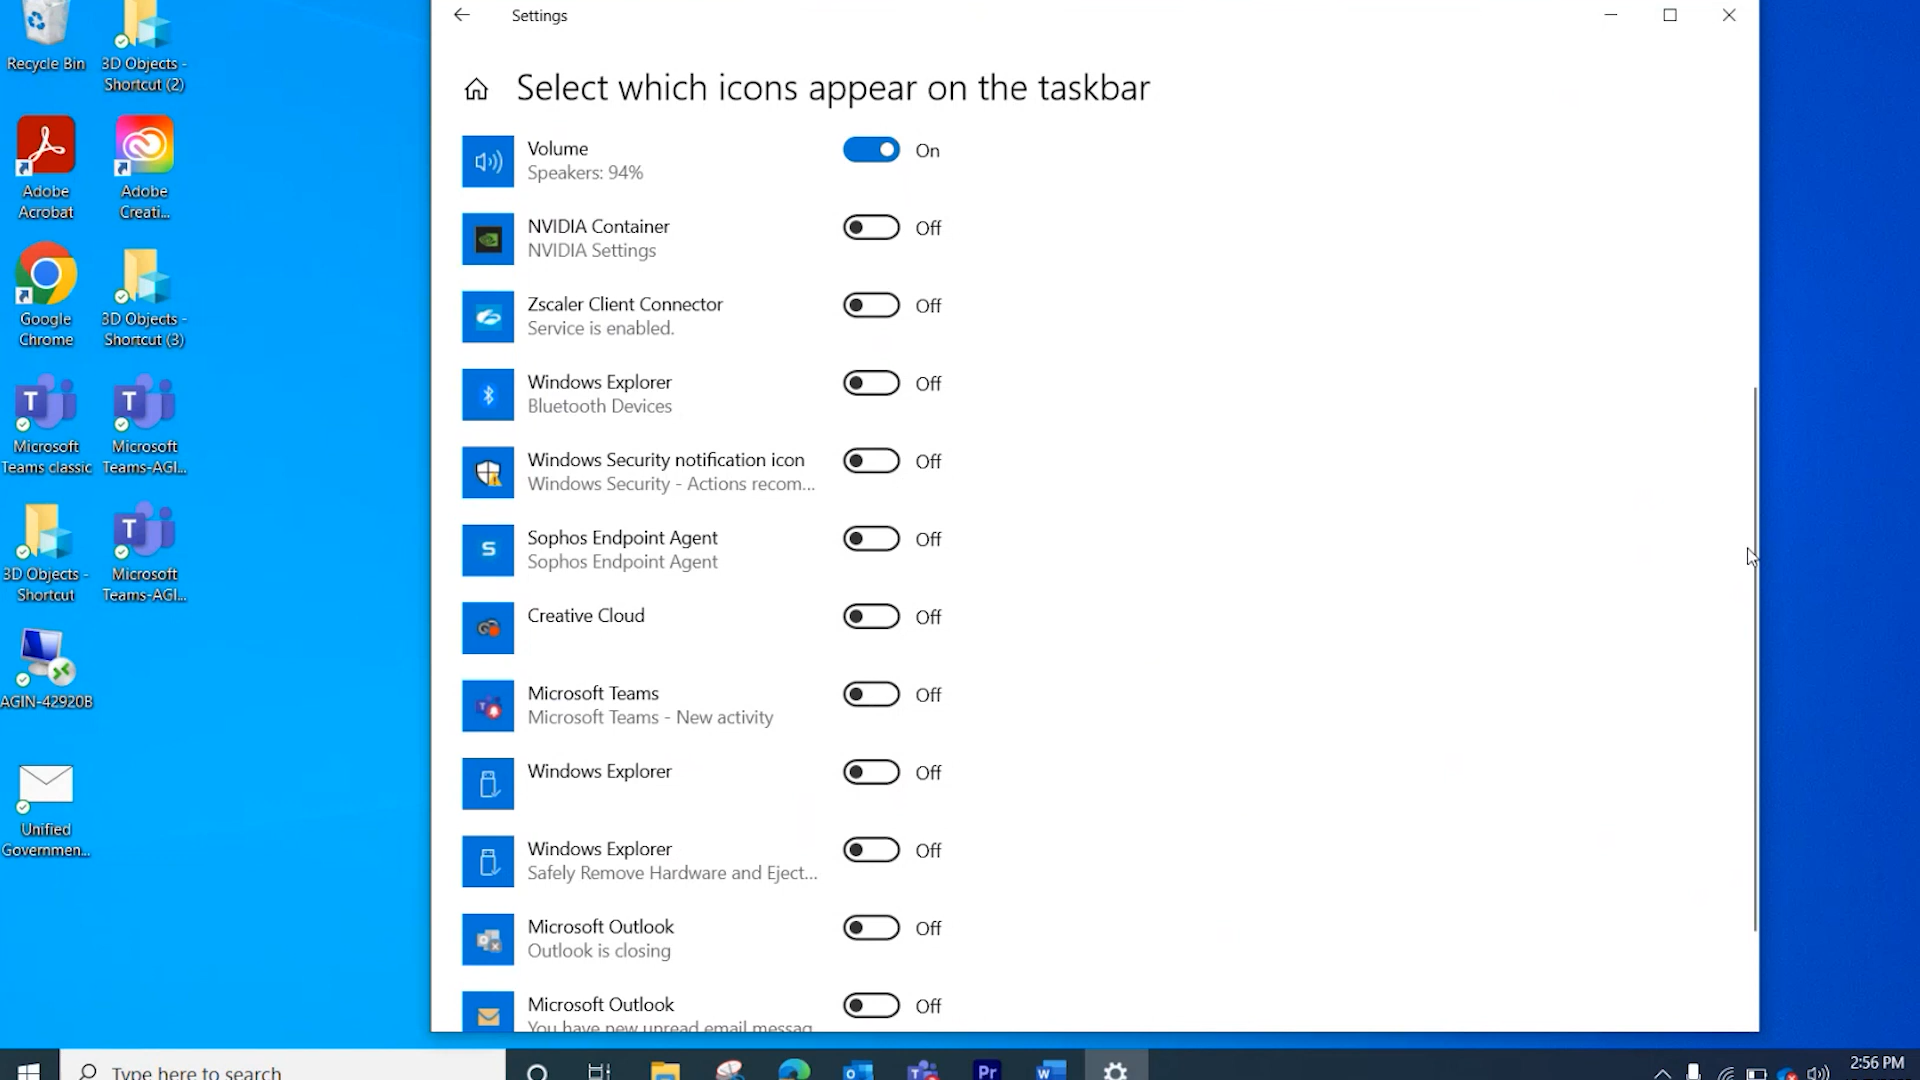 Settings
Select which icons appear on the taskbar
Volume
Speakers: 94%
On
NVIDIA Container
NVIDIA Settings
Off
Zscaler Client Connector
Service is enabled.
Off
Windows Explorer
Bluetooth Devices
Off
Windows Security notification icon
Windows Security - Actions recom...
Off
Sophos Endpoint Agent
Sophos Endpoint Agent
Off
Creative Cloud
Off
Microsoft Teams
Microsoft Teams - New activity
Off
Windows Explorer
Off
Windows Explorer
Safely Remove Hardware and Eject...
Off
Microsoft Outlook
Outlook is closing
Off
Microsoft Outlook
You have new unread email messag
Off
Recycle Bin
3D Objects -
Shortcut (2)
Adobe
Acrobat
Adobe
Creati...
Google
Chrome
3D Objects -
Shortcut (3)
Microsoft
Teams classic
Microsoft
Teams-AGI...
3D Objects -
Shortcut
Microsoft
Teams-AGI...
AGIN-42920B
Unified
Governmen...
Type here to search
Pr
2:56 PM